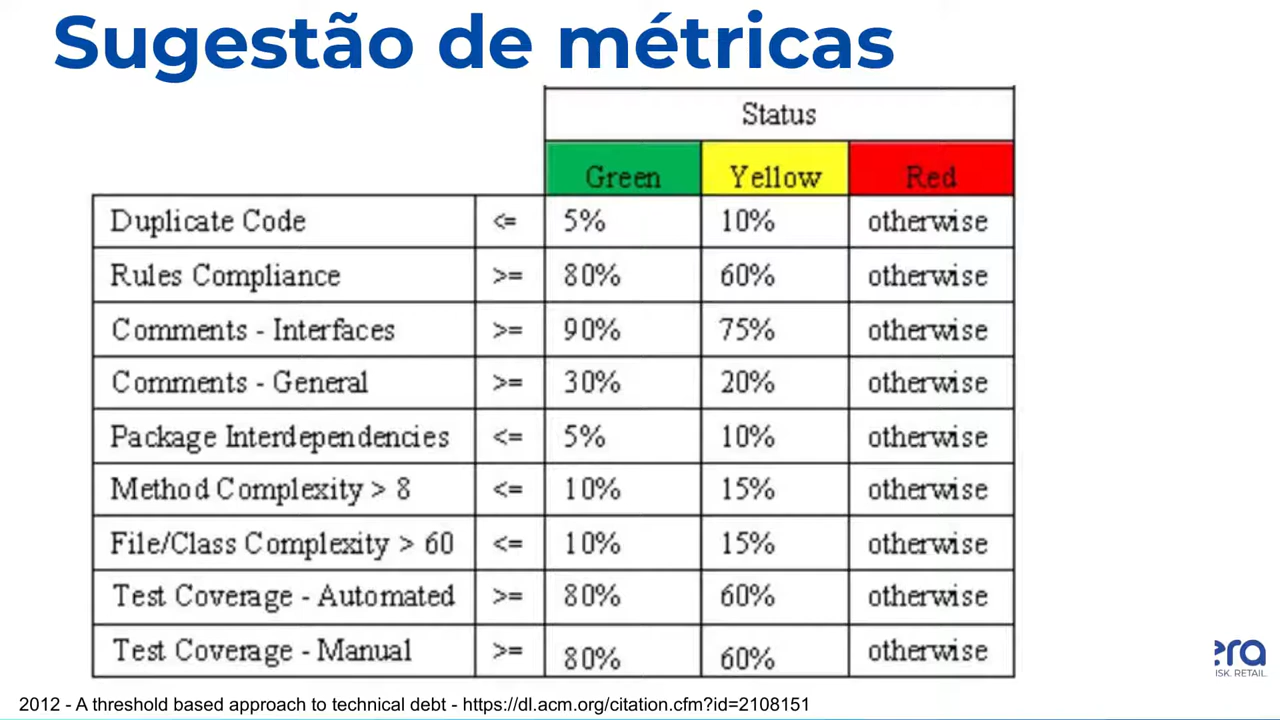 Sugestão de métricas
Status
Green Yellow Red
Duplicate Code <= 5% 10% otherwise
Rules Compliance >= 80% 60% otherwise
Comments - Interfaces >= 90% 75% otherwise
Comments - General >= 30% 20% otherwise
Package Interdependencies <= 5% 10% otherwise
Method Complexity > 8 <= 10% 15% otherwise
File/Class Complexity > 60 <= 10% 15% otherwise
Test Coverage - Automated >= 80% 60% otherwise
Test Coverage - Manual >= 80% 60% otherwise
ra
ISK. RETAIL.
2012 - A threshold based approach to technical debt - https://dl.acm.org/citation.cfm?id=2108151